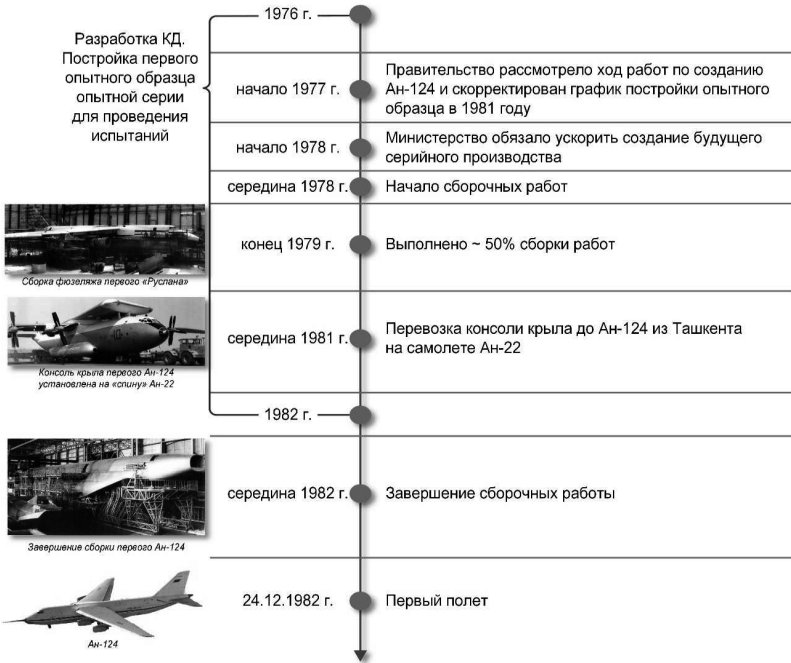 1976 г.
Разработка КД.
Постройка первого
опытного образца
опытной серии
для проведения
испытаний
начало 1977 г.
Правительство рассмотрело ход работ по созданию
Ан-124 и скорректирован график постройки опытного
образца в 1981 году
начало 1978 г.
Министерство обязало ускорить создание будущего
серийного производства
середина 1978 г.
Начало сборочных работ
конец 1979 г.
Выполнено ~ 50% сборки работ
Сборка фюзеляжа первого «Руслана»
середина 1981 г.
Перевозка консоли крыла до Ан-124 из Ташкента
на самолете Ан-22
Консоль крыла первого Ан-124
установлена на «спину» Ан-22
1982 г.
середина 1982 г.
Завершение сборочных работы
Завершение сборки первого Ан-124
24.12.1982 г.
Первый полет
Ан-124